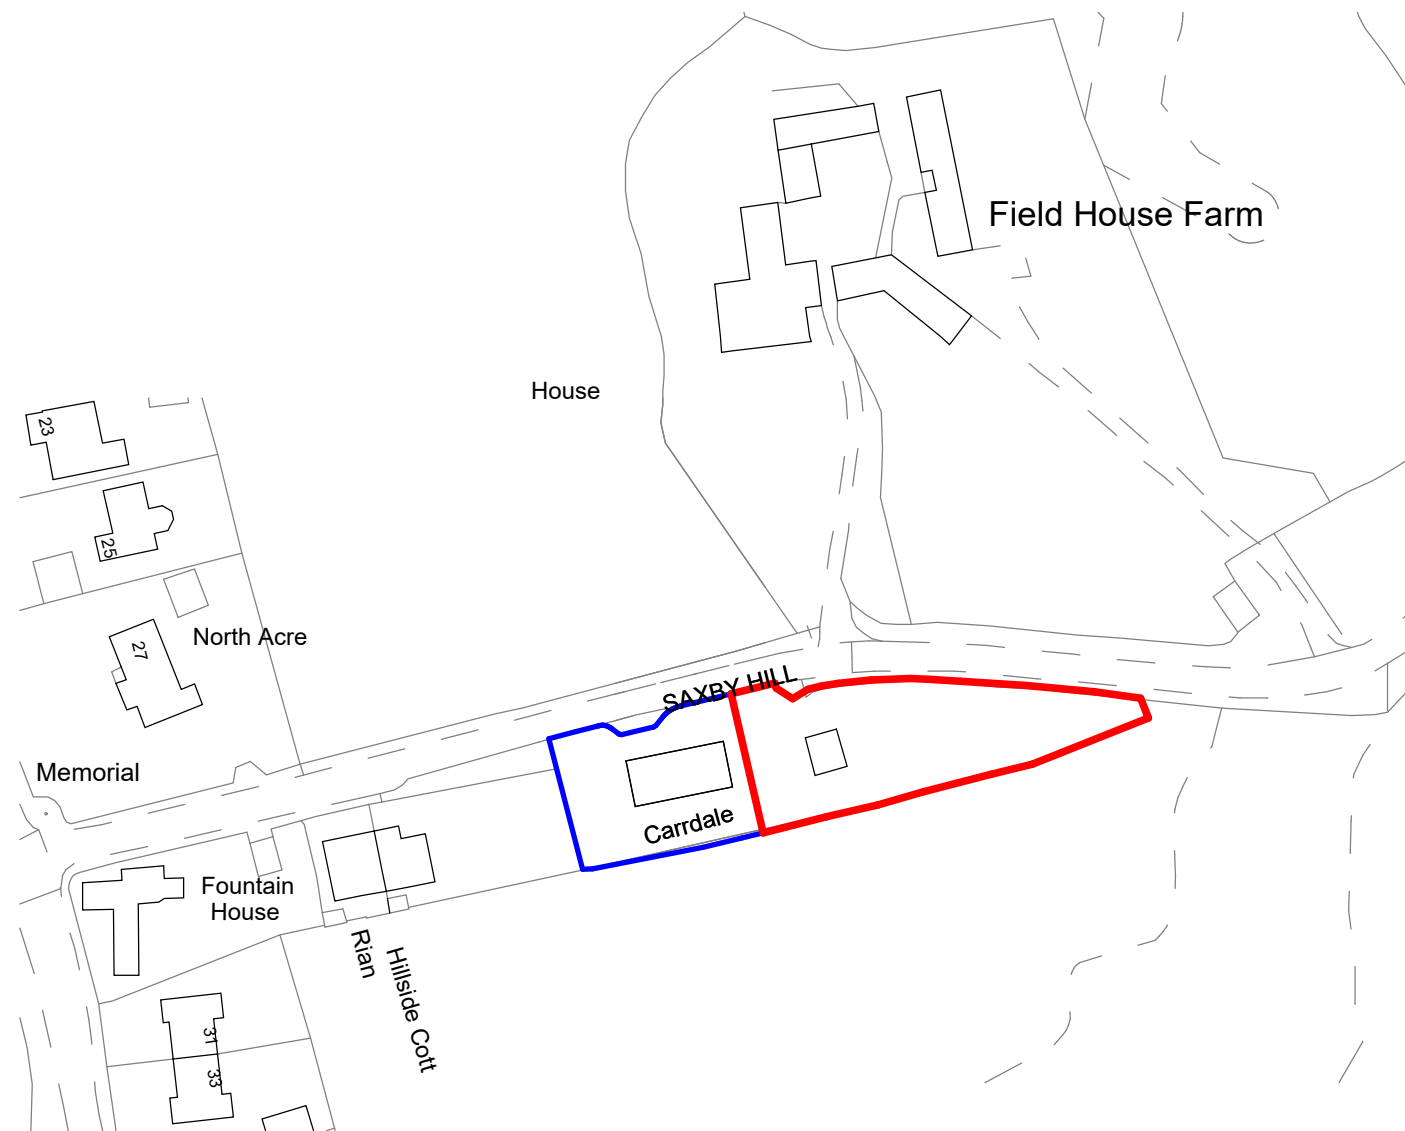 Field House Farm
House
23
25
North Acre
27
SAXBY HILL
Memorial
Carrdale
Fountain
House
Rian
Hillside Cott
31
33